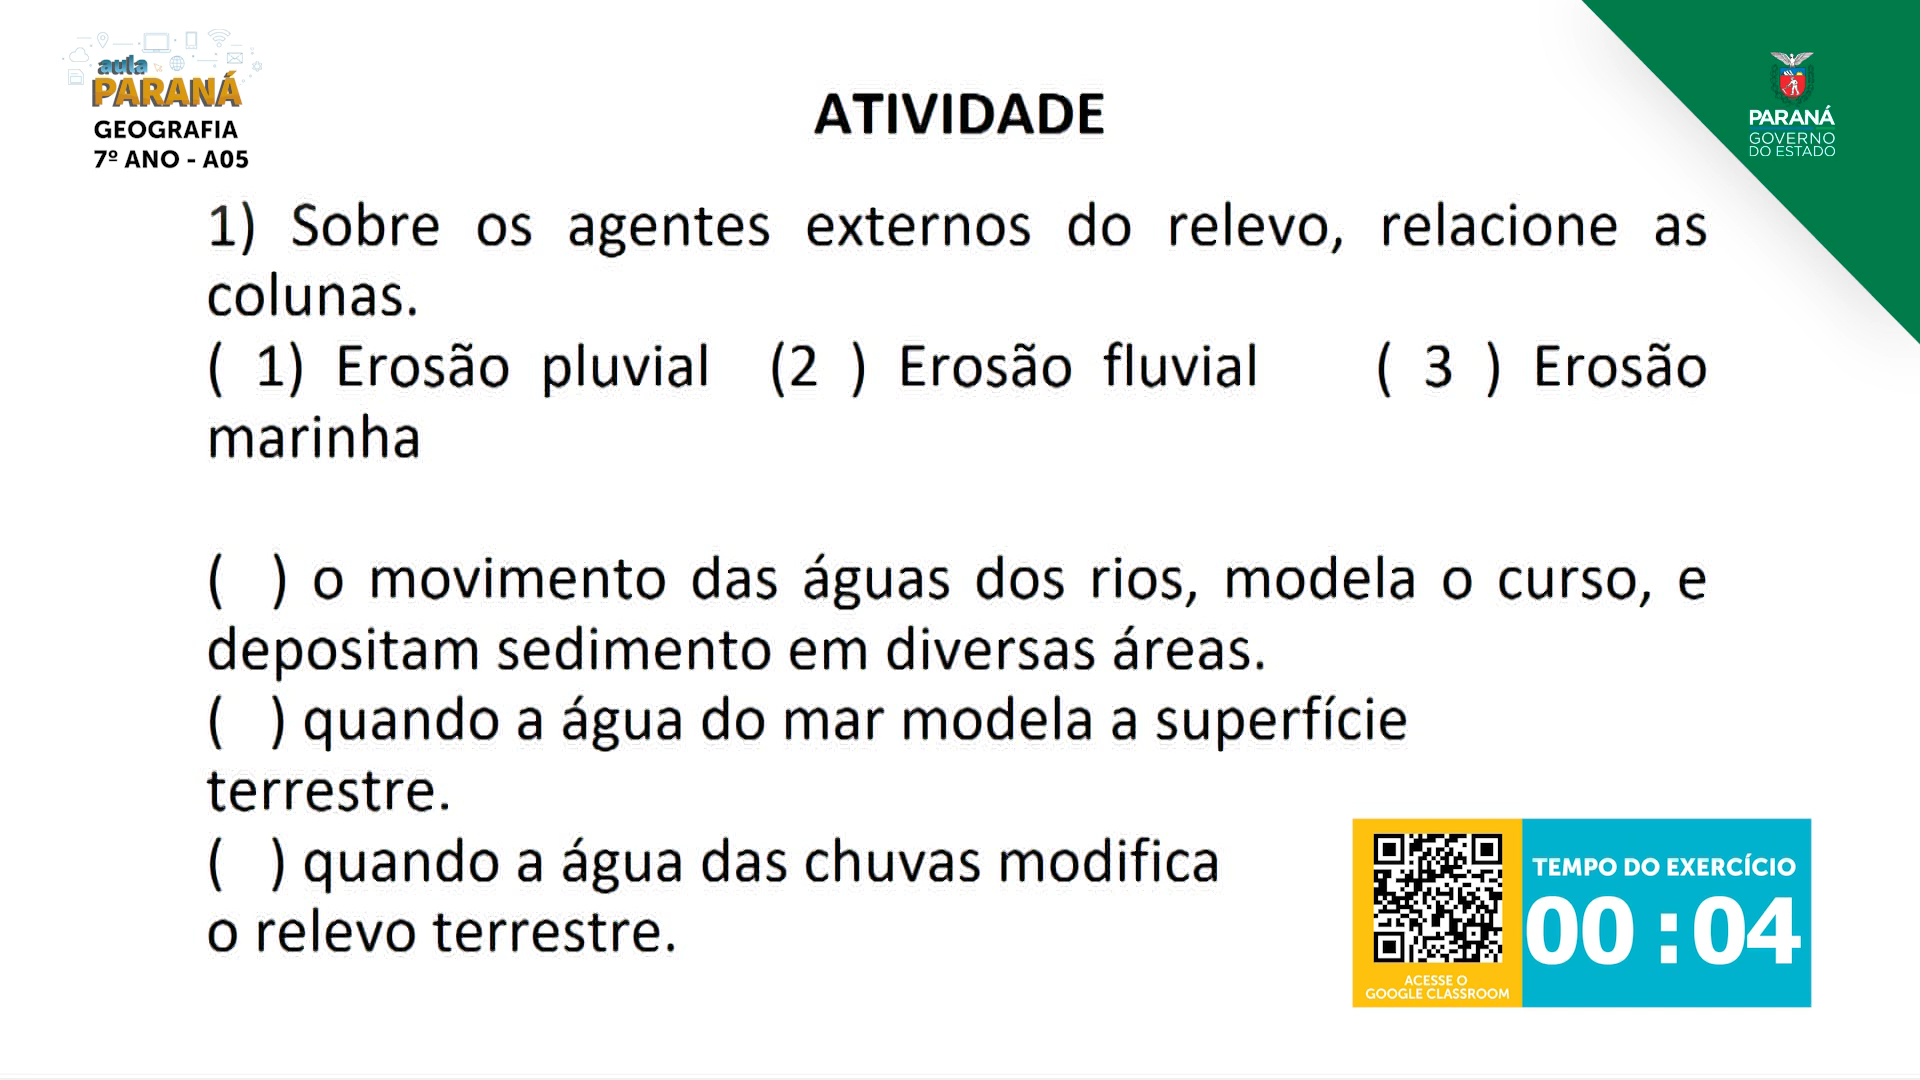 aula
PARANÁ
GEOGRAFIA
7º ANO - A05
PARANÁ
GOVERNO
DO ESTADO
ATIVIDADE
1) Sobre os agentes externos do relevo, relacione as
colunas.
( 1) Erosão pluvial (2 ) Erosão fluvial ( 3 ) Erosão
marinha
( ) o movimento das águas dos rios, modela o curso, e
depositam sedimento em diversas áreas.
( ) quando a água do mar modela a superfície
terrestre.
( ) quando a água das chuvas modifica
o relevo terrestre.
ACESSE O
GOOGLE CLASSROOM
TEMPO DO EXERCÍCIO
00 : 04